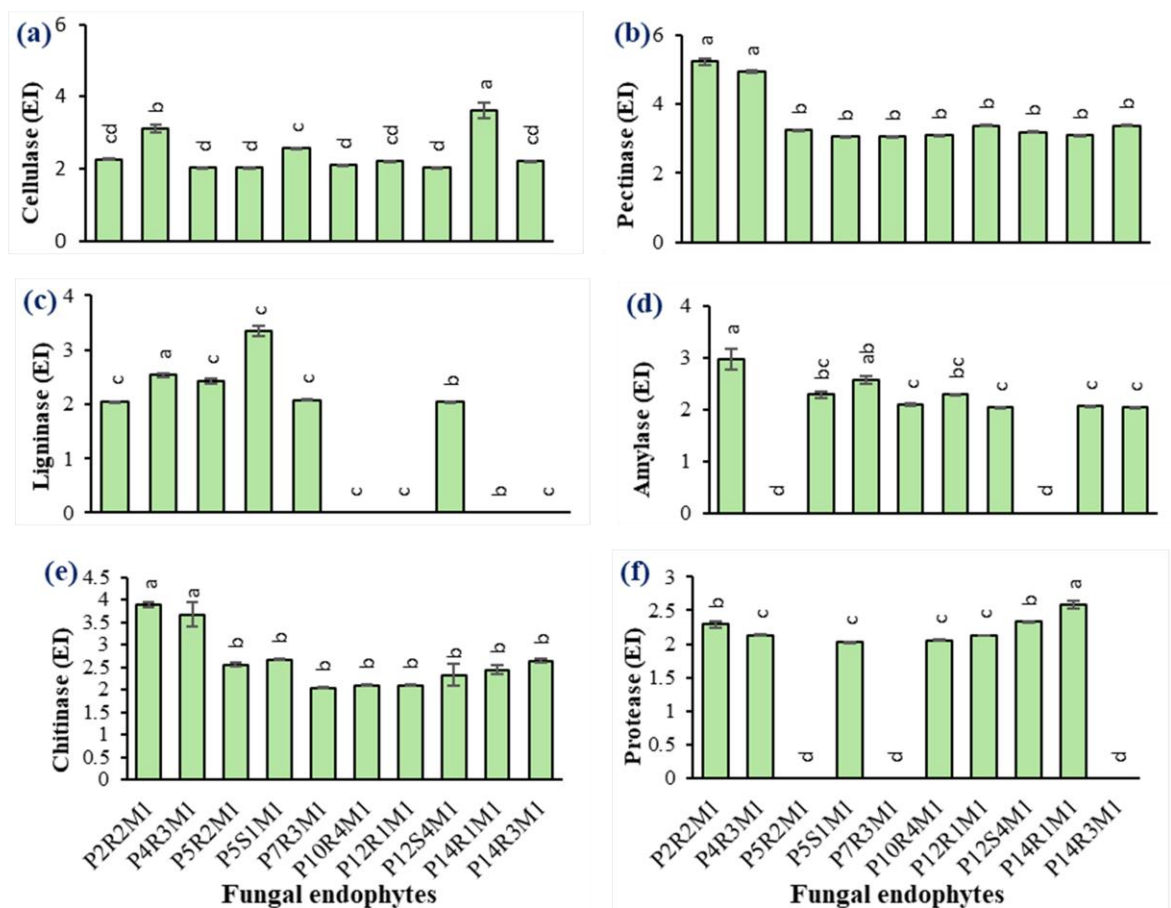 (a)
Cellulase (EI)
6
4
2
0
cd
b
d
d
c
d
cd
d
a
cd
(b)
Pectinase (EI)
6
4
2
0
a
a
b
b
b
b
b
b
b
b
(c)
Ligninase (EI)
4
3
2
1
0
c
a
c
c
c
c
c
b
b
c
(d)
Amylase (EI)
4
3
2
1
0
a
d
bc
ab
c
bc
c
d
c
c
(e)
Chitinase (EI)
4.5
4
3.5
3
2.5
2
1.5
1
0.5
0
a
a
b
b
b
b
b
b
b
b
P2R2M1
P4R3M1
P5R2M1
P5S1M1
P7R3M1
P10R4M1
P12R1M1
P12S4M1
P14R1M1
P14R3M1
Fungal endophytes
(f)
Protease (EI)
3
2.5
2
1.5
1
0.5
0
b
c
d
c
d
c
c
b
a
d
P2R2M1
P4R3M1
P5R2M1
P5S1M1
P7R3M1
P10R4M1
P12R1M1
P12S4M1
P14R1M1
P14R3M1
Fungal endophytes